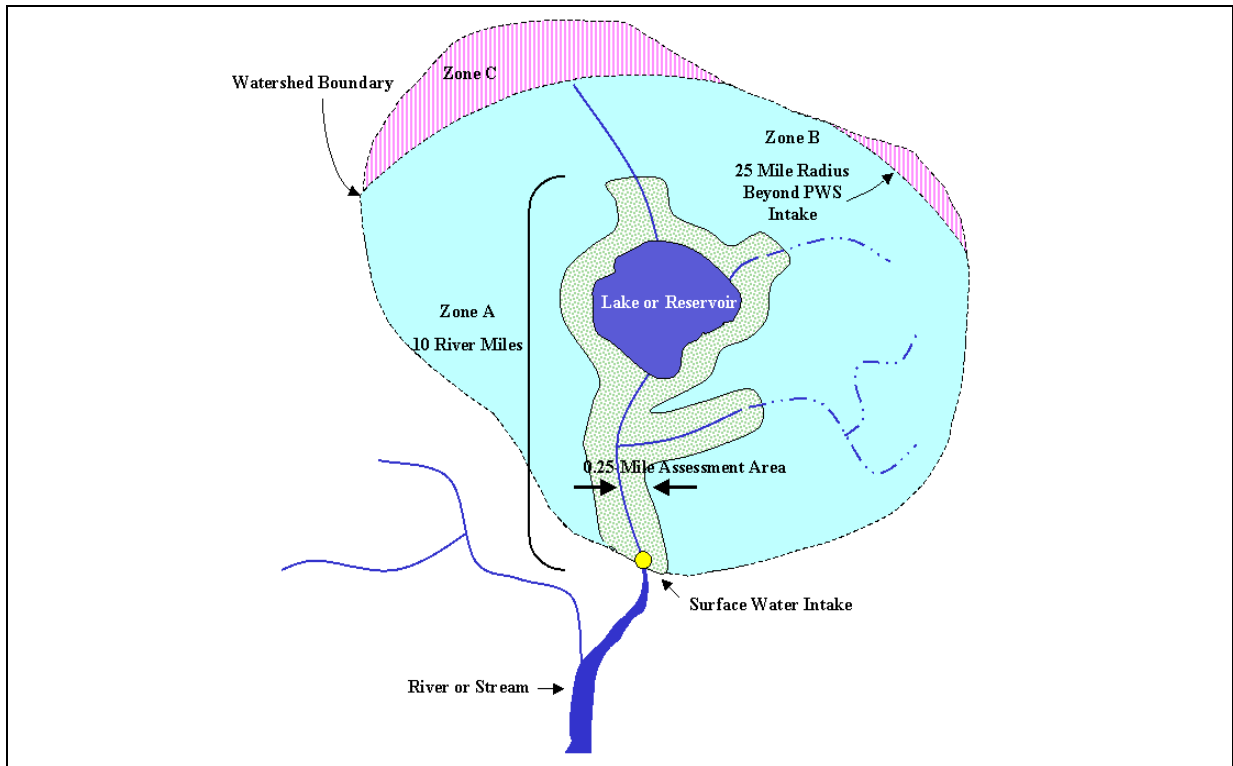 Zone C
Watershed Boundary
Zone B
25 Mile Radius
Beyond PWS
Intake
Lake or Reservoir
Zone A
10 River Miles
0.25 Mile Assessment Area
Surface Water Intake
River or Stream